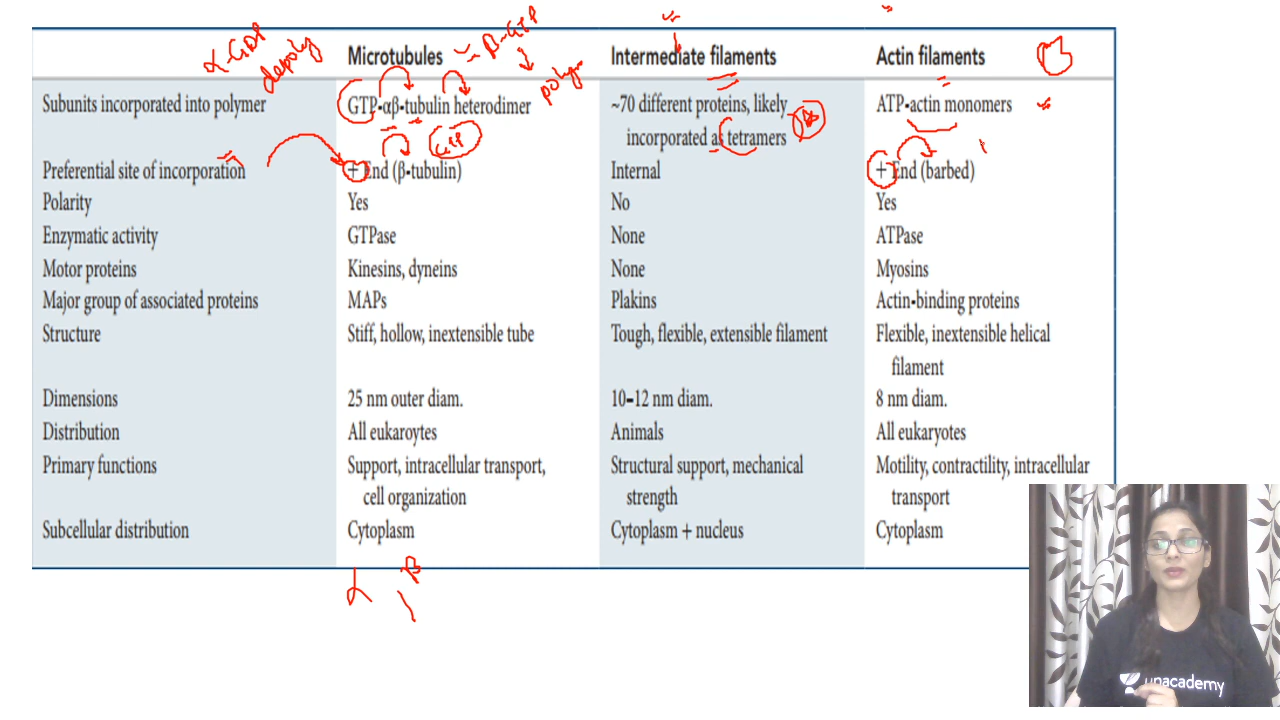 α-GDP
depoly
β-GTP
polym
Microtubules Intermediate filaments Actin filaments
Subunits incorporated into polymer GTP-αβ-tubulin heterodimer ~70 different proteins, likely ATP-actin monomers
incorporated as tetramers
GTP
Preferential site of incorporation + End (β-tubulin) Internal + End (barbed)
Polarity Yes No Yes
Enzymatic activity GTPase None ATPase
Motor proteins Kinesins, dyneins None Myosins
Major group of associated proteins MAPs Plakins Actin-binding proteins
Structure Stiff, hollow, inextensible tube Tough, flexible, extensible filament Flexible, inextensible helical
filament
Dimensions 25 nm outer diam. 10–12 nm diam. 8 nm diam.
Distribution All eukaroytes Animals All eukaryotes
Primary functions Support, intracellular transport, Structural support, mechanical Motility, contractility, intracellular
cell organization strength transport
Subcellular distribution Cytoplasm Cytoplasm + nucleus Cytoplasm
α β
unacademy